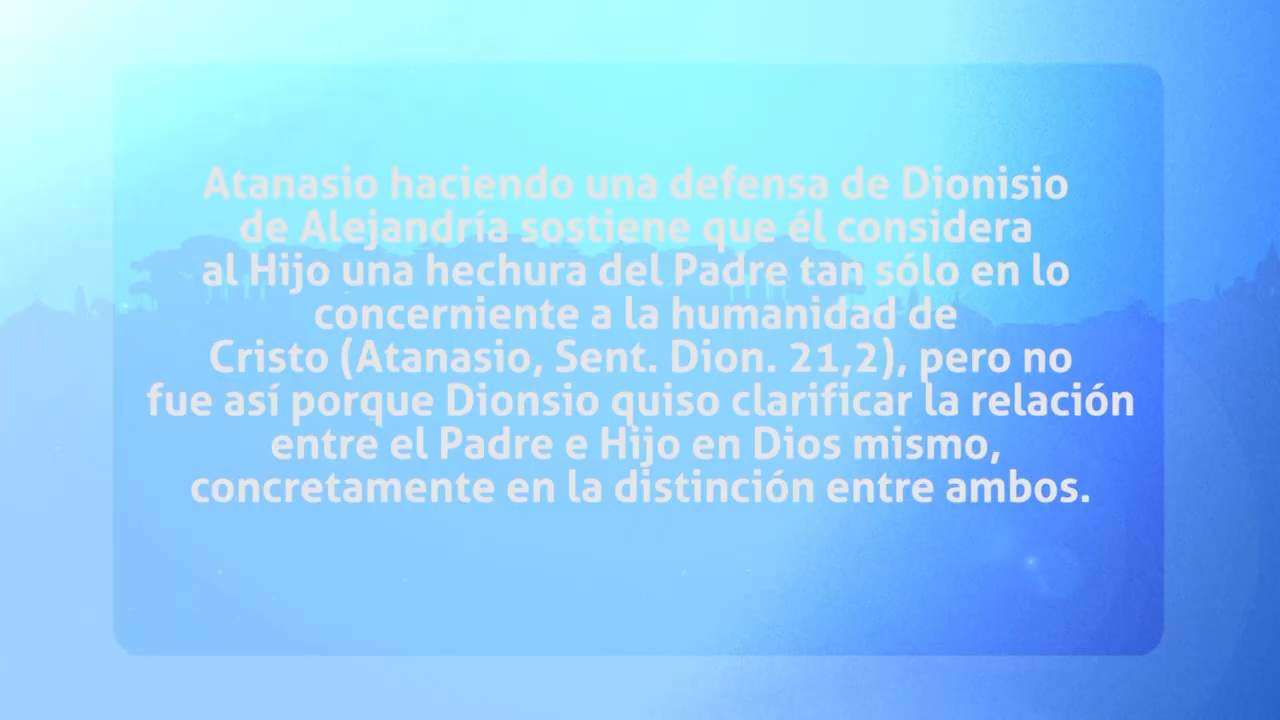 Atanasio haciendo una defensa de Dionisio
de Alejandría sostiene que él considera
al Hijo una hechura del Padre tan sólo en lo
concerniente a la humanidad de
Cristo (Atanasio, Sent. Dion. 21,2), pero no
fue así porque Dionsio quiso clarificar la relación
entre el Padre e Hijo en Dios mismo,
concretamente en la distinción entre ambos.